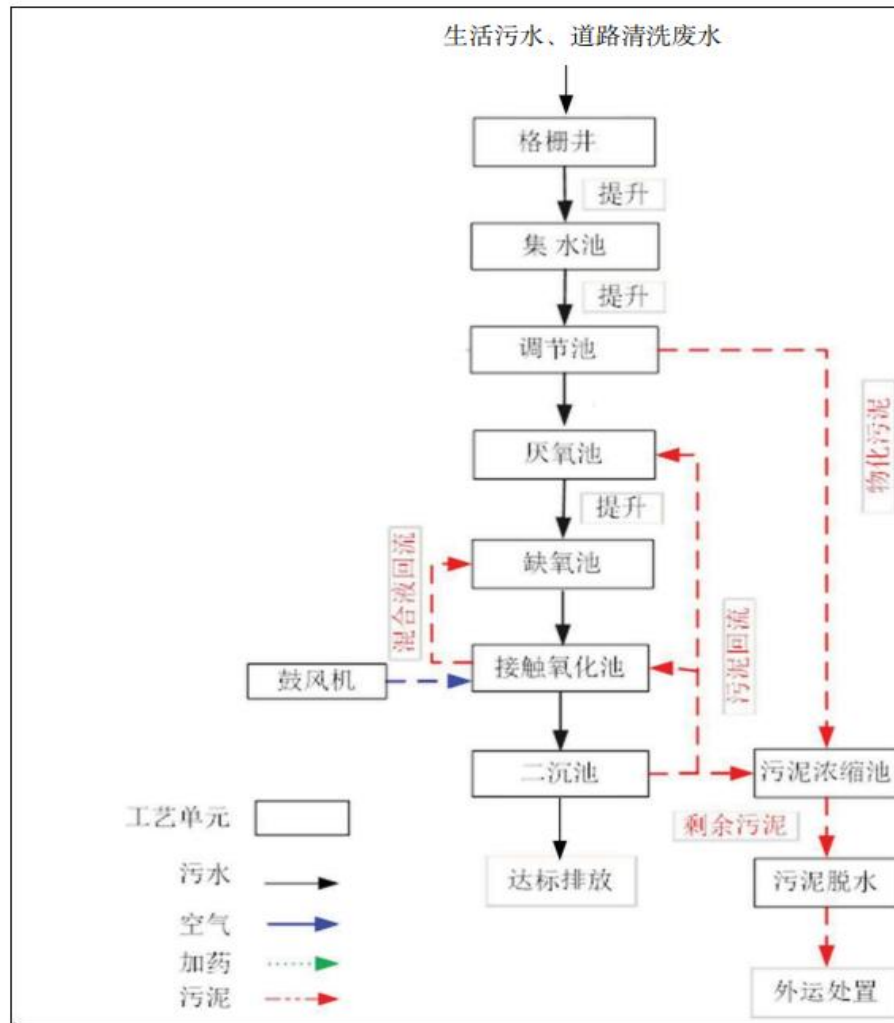 生活污水、道路清洗废水
格栅井
提升
集水池
提升
调节池
物化污泥
厌氧池
提升
缺氧池
混合液回流
污泥回流
接触氧化池
鼓风机
二沉池
污泥浓缩池
剩余污泥
工艺单元
污水
达标排放
污泥脱水
空气
加药
污泥
外运处置